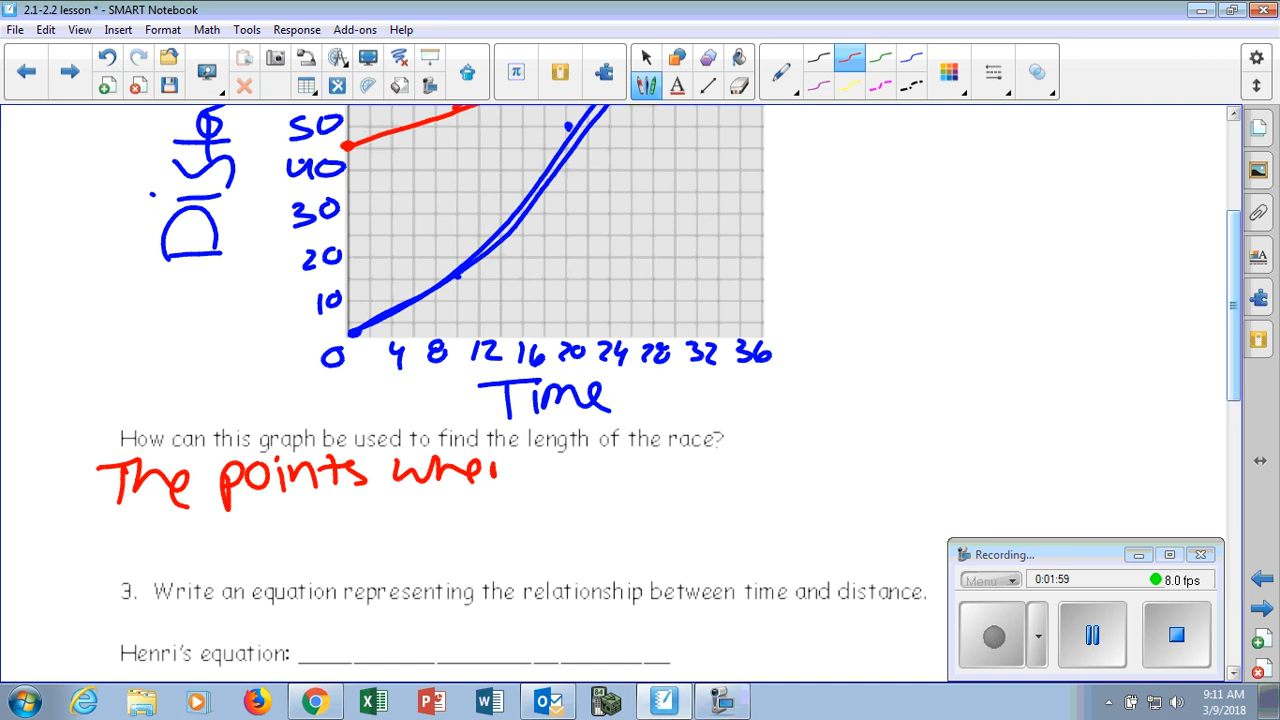 2.1-2.2 lesson * - SMART Notebook
File Edit View Insert Format Math Tools Response Add-ons Help
Dist
50
40
30
20
10
0 4 8 12 16 20 24 28 32 36
Time
How can this graph be used to find the length of the race?
The points whe
3. Write an equation representing the relationship between time and distance.
Henri's equation: ____________________
Recording...
Menu 0:01:59 8.0 fps
9:11 AM
3/9/2018